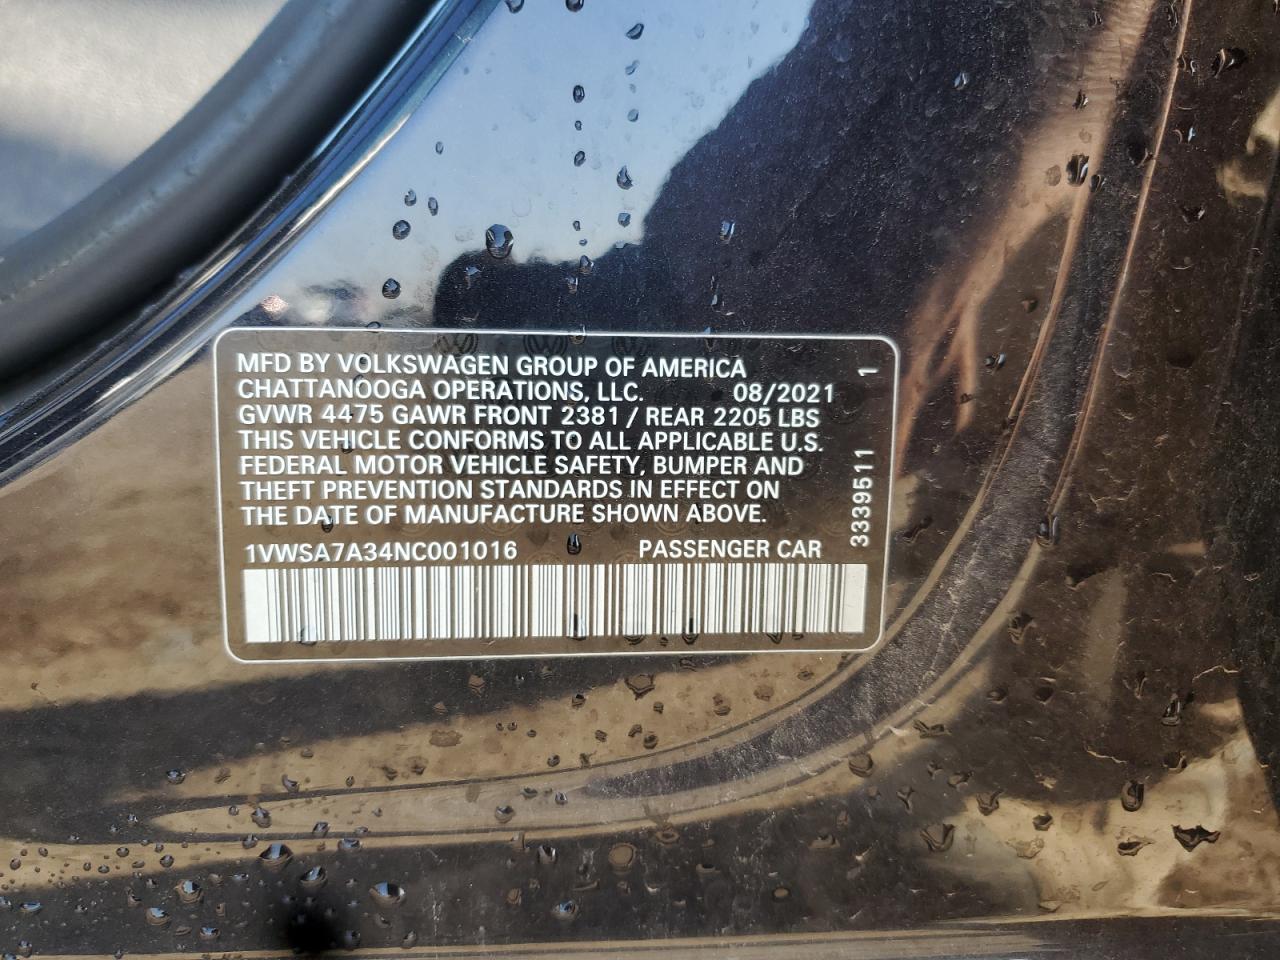 MFD BY VOLKSWAGEN GROUP OF AMERICA
CHATTANOOGA OPERATIONS, LLC. 08/2021
GVWR 4475 GAWR FRONT 2381 / REAR 2205 LBS
THIS VEHICLE CONFORMS TO ALL APPLICABLE U.S.
FEDERAL MOTOR VEHICLE SAFETY, BUMPER AND
THEFT PREVENTION STANDARDS IN EFFECT ON
THE DATE OF MANUFACTURE SHOWN ABOVE.
1VWSA7A34NC001016 PASSENGER CAR
3339511 1